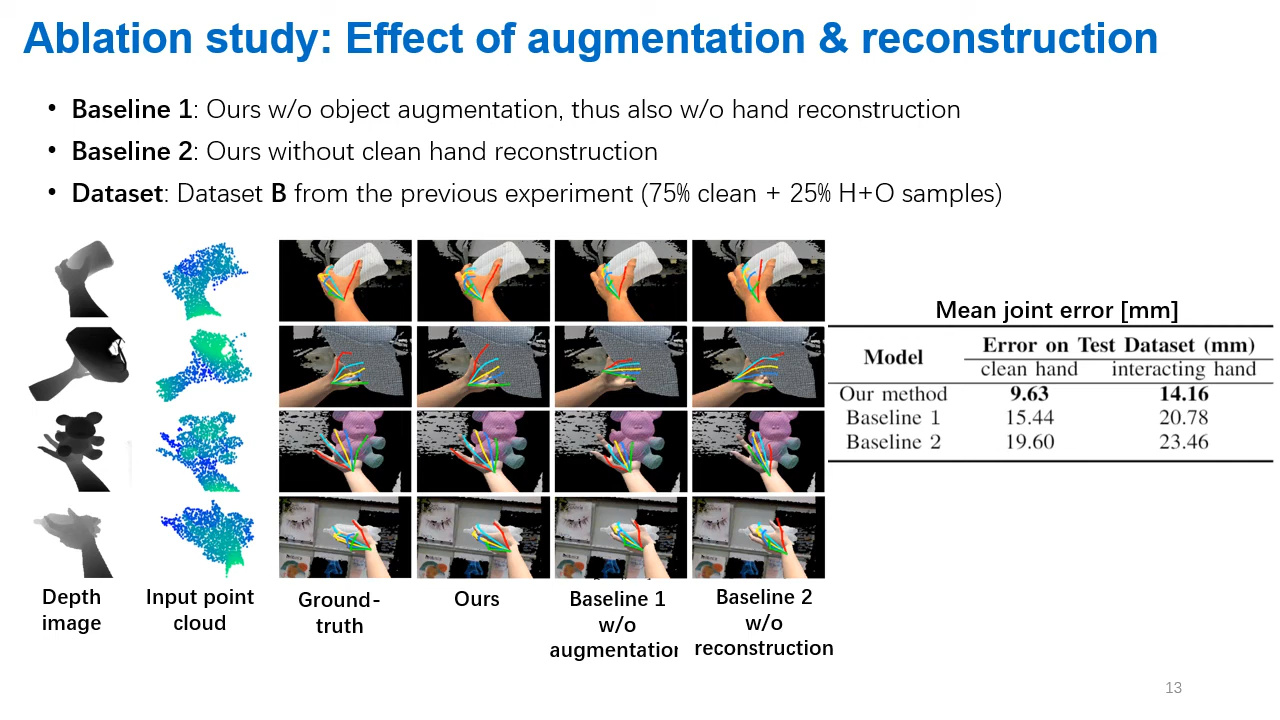 Ablation study: Effect of augmentation & reconstruction
• Baseline 1: Ours w/o object augmentation, thus also w/o hand reconstruction
• Baseline 2: Ours without clean hand reconstruction
• Dataset: Dataset B from the previous experiment (75% clean + 25% H+O samples)
Depth
image
Input point
cloud
Ground-
truth
Ours
Baseline 1
w/o
augmentation
Baseline 2
w/o
reconstruction
Mean joint error [mm]
Model Error on Test Dataset (mm)
clean hand interacting hand
Our method 9.63 14.16
Baseline 1 15.44 20.78
Baseline 2 19.60 23.46
13